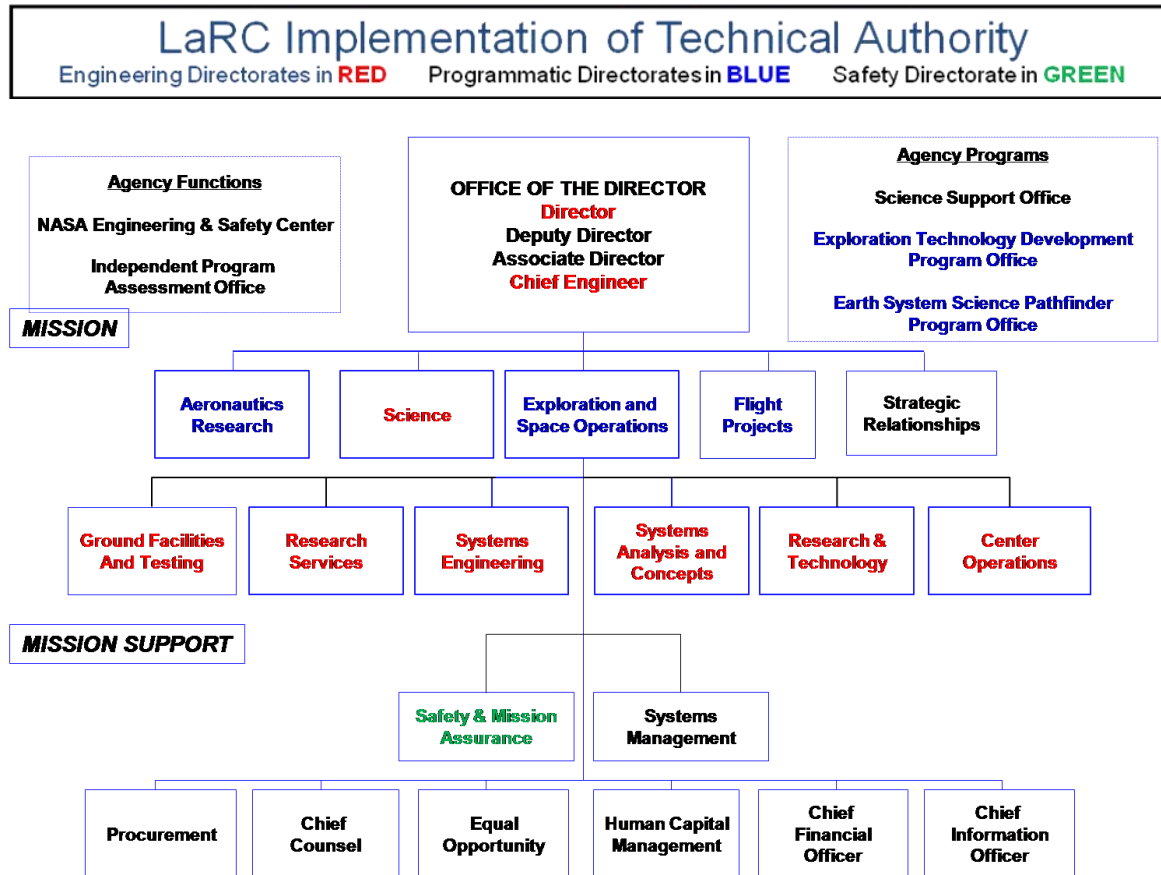 LaRC Implementation of Technical Authority
Engineering Directorates in RED Programmatic Directorates in BLUE Safety Directorate in GREEN
Agency Functions
NASA Engineering & Safety Center
Independent Program
Assessment Office
OFFICE OF THE DIRECTOR
Director
Deputy Director
Associate Director
Chief Engineer
Agency Programs
Science Support Office
Exploration Technology Development
Program Office
Earth System Science Pathfinder
Program Office
MISSION
Aeronautics
Research
Science
Exploration and
Space Operations
Flight
Projects
Strategic
Relationships
Ground Facilities
And Testing
Research
Services
Systems
Engineering
Systems
Analysis and
Concepts
Research &
Technology
Center
Operations
MISSION SUPPORT
Safety & Mission
Assurance
Systems
Management
Procurement
Chief
Counsel
Equal
Opportunity
Human Capital
Management
Chief
Financial
Officer
Chief
Information
Officer